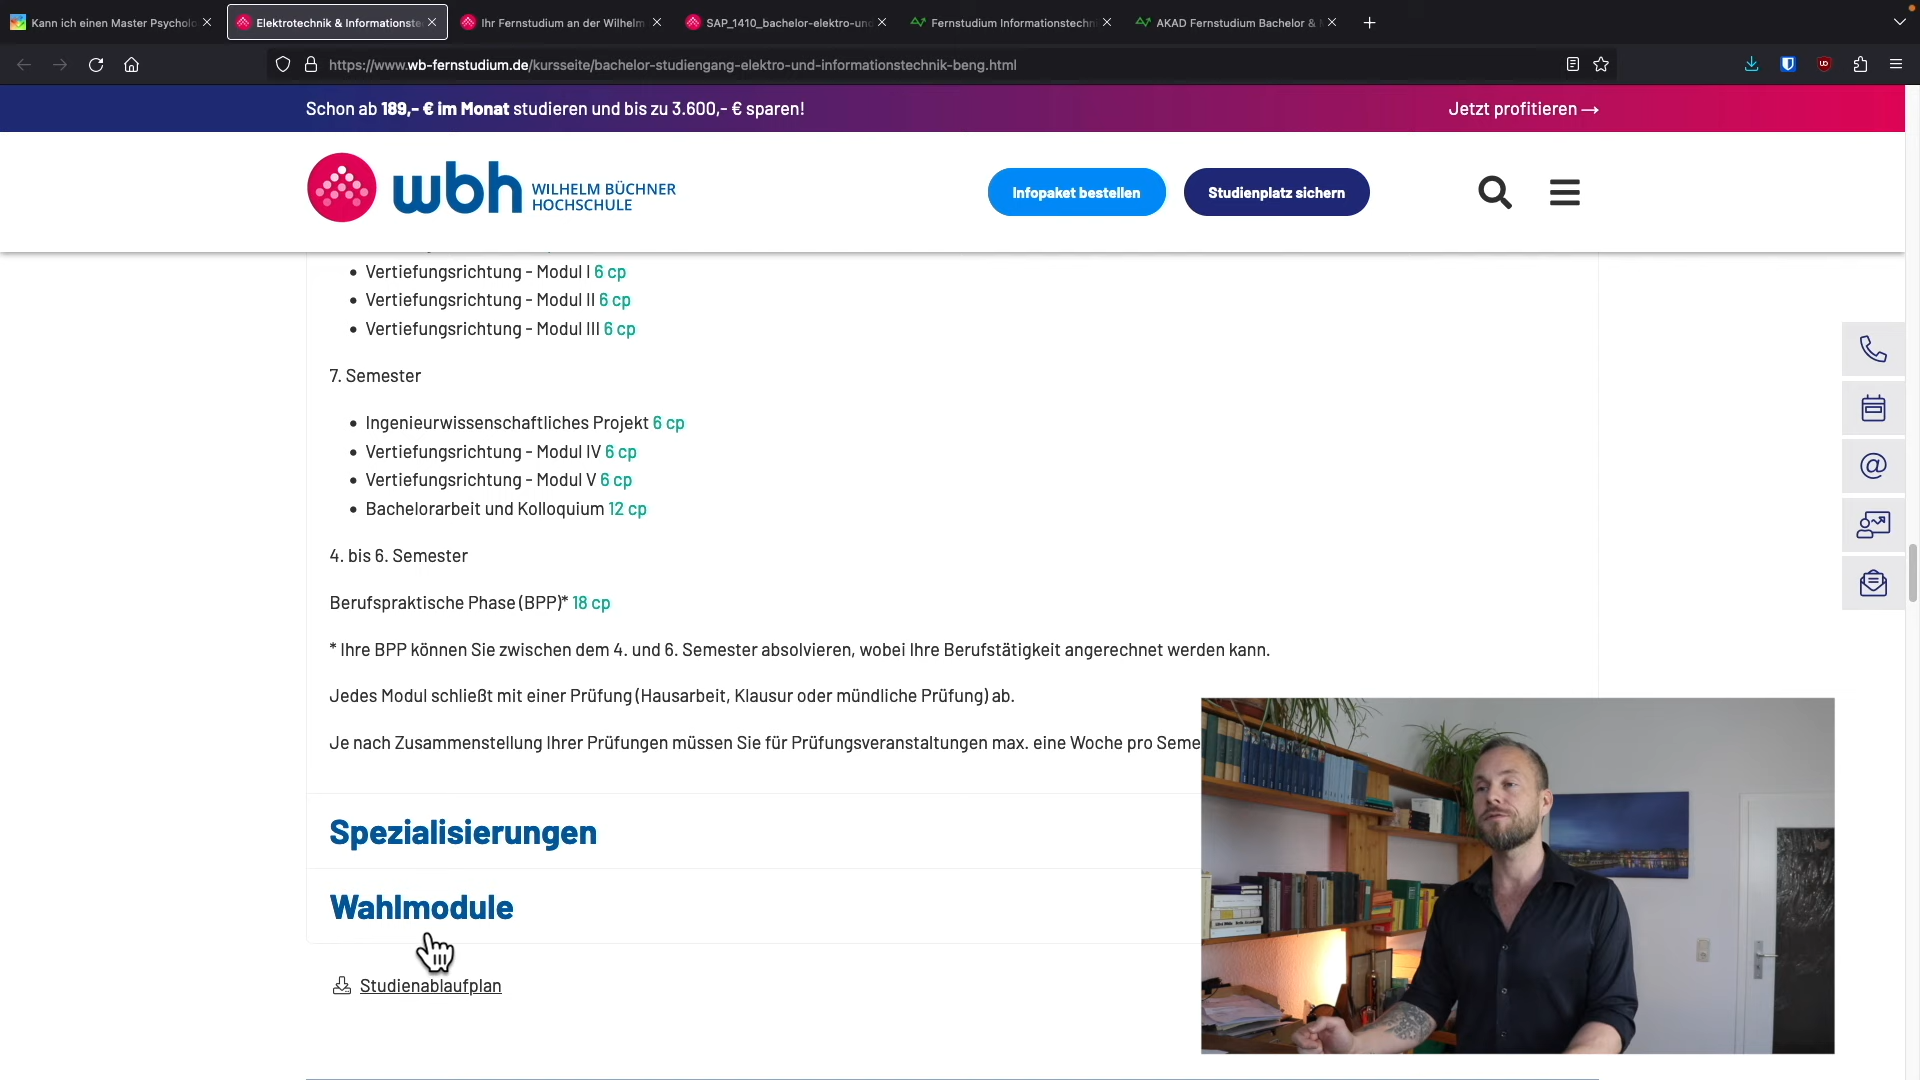 Kann ich einen Master Psycholo
Elektrotechnik & Informationste
Ihr Fernstudium an der Wilhelm
SAP_1410_bachelor-elektro-und
Fernstudium Informationstechn
AKAD Fernstudium Bachelor & M
https://www.wb-fernstudium.de/kursseite/bachelor-studiengang-elektro-und-informationstechnik-beng.html
Schon ab 189,- € im Monat studieren und bis zu 3.600,- € sparen!
Jetzt profitieren →
wbh WILHELM BÜCHNER
HOCHSCHULE
Infopaket bestellen
Studienplatz sichern
• Vertiefungsrichtung - Modul I 6 cp
• Vertiefungsrichtung - Modul II 6 cp
• Vertiefungsrichtung - Modul III 6 cp
7. Semester
• Ingenieurwissenschaftliches Projekt 6 cp
• Vertiefungsrichtung - Modul IV 6 cp
• Vertiefungsrichtung - Modul V 6 cp
• Bachelorarbeit und Kolloquium 12 cp
4. bis 6. Semester
Berufspraktische Phase (BPP)* 18 cp
* Ihre BPP können Sie zwischen dem 4. und 6. Semester absolvieren, wobei Ihre Berufstätigkeit angerechnet werden kann.
Jedes Modul schließt mit einer Prüfung (Hausarbeit, Klausur oder mündliche Prüfung) ab.
Je nach Zusammenstellung Ihrer Prüfungen müssen Sie für Prüfungsveranstaltungen max. eine Woche pro Seme
Spezialisierungen
Wahlmodule
Studienablaufplan